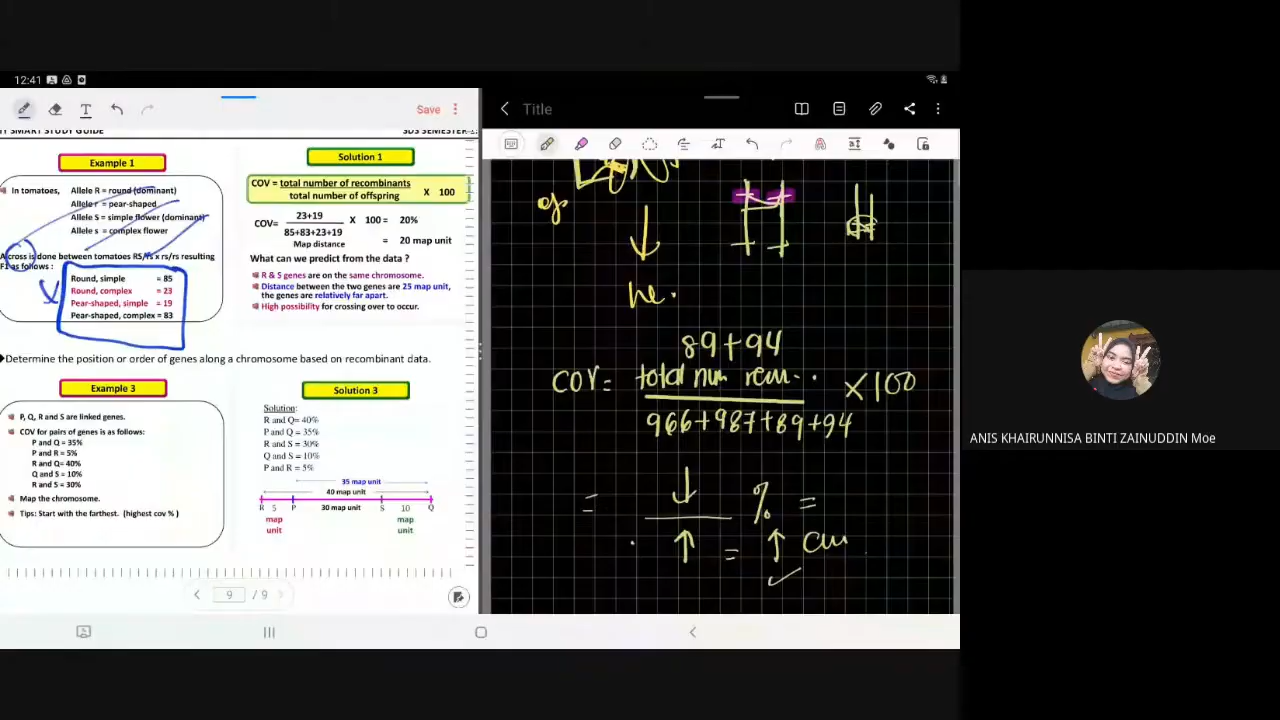 12:41
Save
Title
Y SMART STUDY GUIDE
SDS SEMESTER
Example 1
In tomatoes, Allele R = round (dominant)
Allele r = pear-shaped
Allele S = simple flower (dominant)
Allele s = complex flower
A cross is done between tomatoes RS/rs x rs/rs resulting
F1 as follows :
Round, simple = 85
Round, complex = 23
Pear-shaped, simple = 19
Pear-shaped, complex = 83
Solution 1
COV = total number of recombinants X 100
total number of offspring
COV= 23+19 X 100 = 20%
85+83+23+19
Map distance = 20 map unit
What can we predict from the data ?
R & S genes are on the same chromosome.
Distance between the two genes are 25 map unit,
the genes are relatively far apart.
High possibility for crossing over to occur.
Determine the position or order of genes along a chromosome based on recombinant data.
Example 3
P, Q, R and S are linked genes.
COV for pairs of genes is as follows:
P and Q = 35%
P and R = 5%
R and Q= 40%
Q and S = 10%
R and S = 30%
Map the chromosome.
Tips: Start with the farthest. (highest cov % )
Solution 3
Solution:
R and Q= 40%
P and Q = 35%
R and S = 30%
Q and S = 10%
P and R = 5%
35 map unit
40 map unit
R 5 P 30 map unit S 10 Q
map unit
map unit
9 / 9
89+94
COV= total num rem.. X100
966+987+89+94
= % =
=
ANIS KHAIRUNNISA BINTI ZAINUDDIN Moe